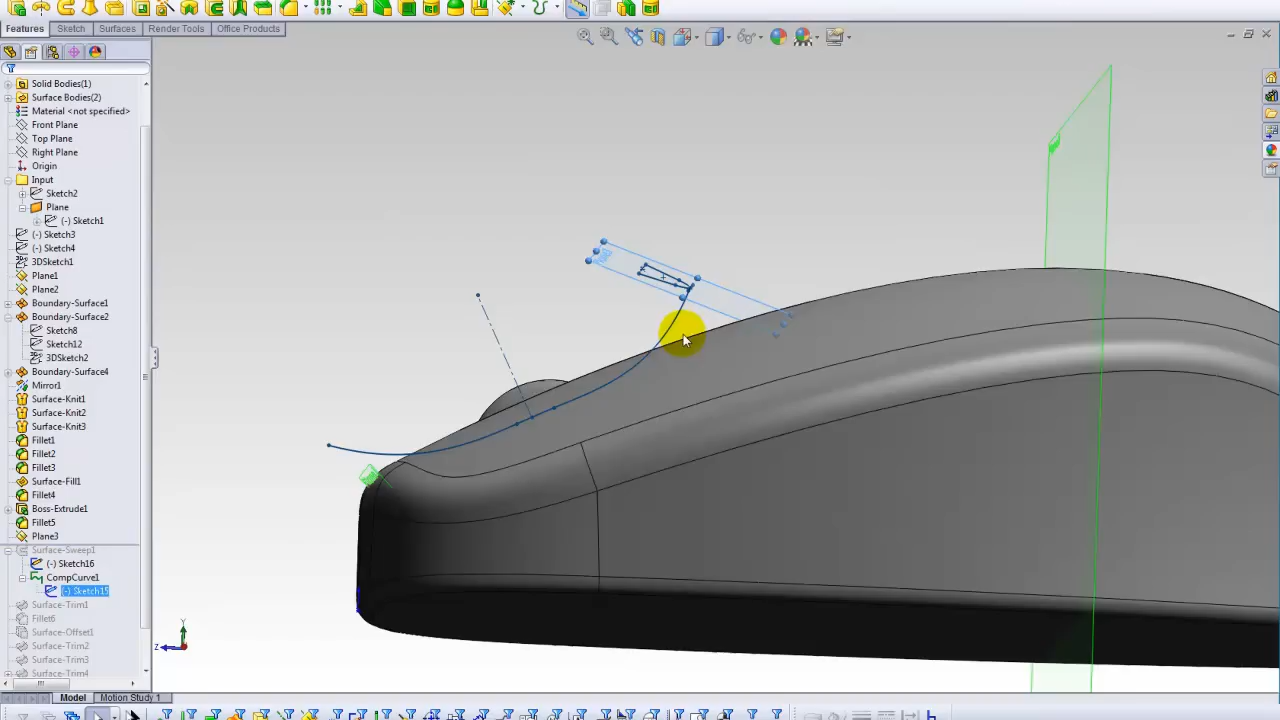 Features
Sketch
Surfaces
Render Tools
Office Products
Solid Bodies(1)
Surface Bodies(2)
Material <not specified>
Front Plane
Top Plane
Right Plane
Origin
Input
Sketch2
Plane
(-) Sketch1
(-) Sketch3
(-) Sketch4
3DSketch1
Plane1
Plane2
Boundary-Surface1
Boundary-Surface2
Sketch8
Sketch12
3DSketch2
Boundary-Surface4
Mirror1
Surface-Knit1
Surface-Knit2
Surface-Knit3
Fillet1
Fillet2
Fillet3
Surface-Fill1
Fillet4
Boss-Extrude1
Fillet5
Plane3
Surface-Sweep1
(-) Sketch16
CompCurve1
(-) Sketch15
Surface-Trim1
Fillet6
Surface-Offset1
Surface-Trim2
Surface-Trim3
Surface-Trim4
Y
Z
Model
Motion Study 1